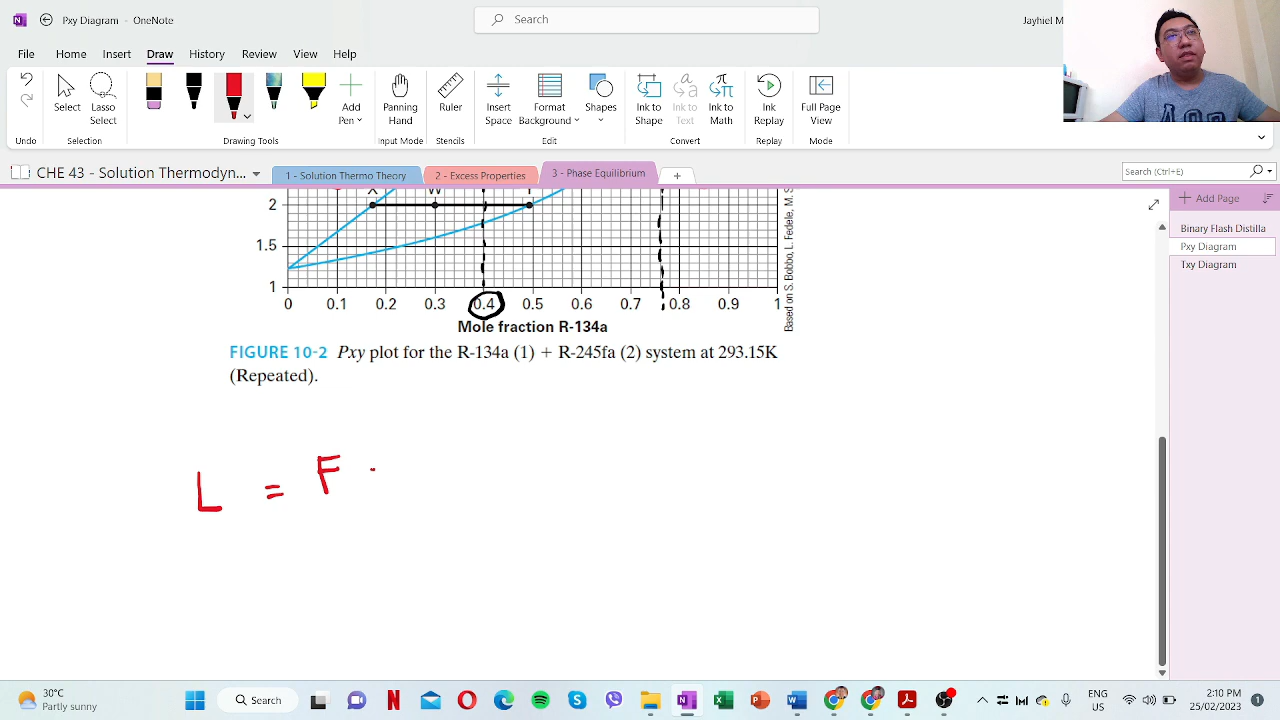 Pxy Diagram - OneNote
Search
Jayhiel M
File Home Insert Draw History Review View Help
Undo
Select
Lasso Select
Add Pen
Panning Hand
Ruler
Insert Space
Format Background
Shapes
Ink to Shape
Ink to Text
Ink to Math
Ink Replay
Full Page View
Undo Selection Drawing Tools Input Mode Stencils Edit Convert Replay Mode
CHE 43 - Solution Thermodyn...
1 - Solution Thermo Theory
2 - Excess Properties
3 - Phase Equilibrium
+
Search (Ctrl+E)
Add Page
Binary Flash Distilla
Pxy Diagram
Txy Diagram
X W
2
1.5
1
0 0.1 0.2 0.3 0.4 0.5 0.6 0.7 0.8 0.9 1
Mole fraction R-134a
Based on S. Bobbo, L. Fedele, M. S
FIGURE 10-2 Pxy plot for the R-134a (1) + R-245fa (2) system at 293.15K
(Repeated).
L = F
30°C
Partly sunny
Search
ENG
US
2:10 PM
25/02/2023
1